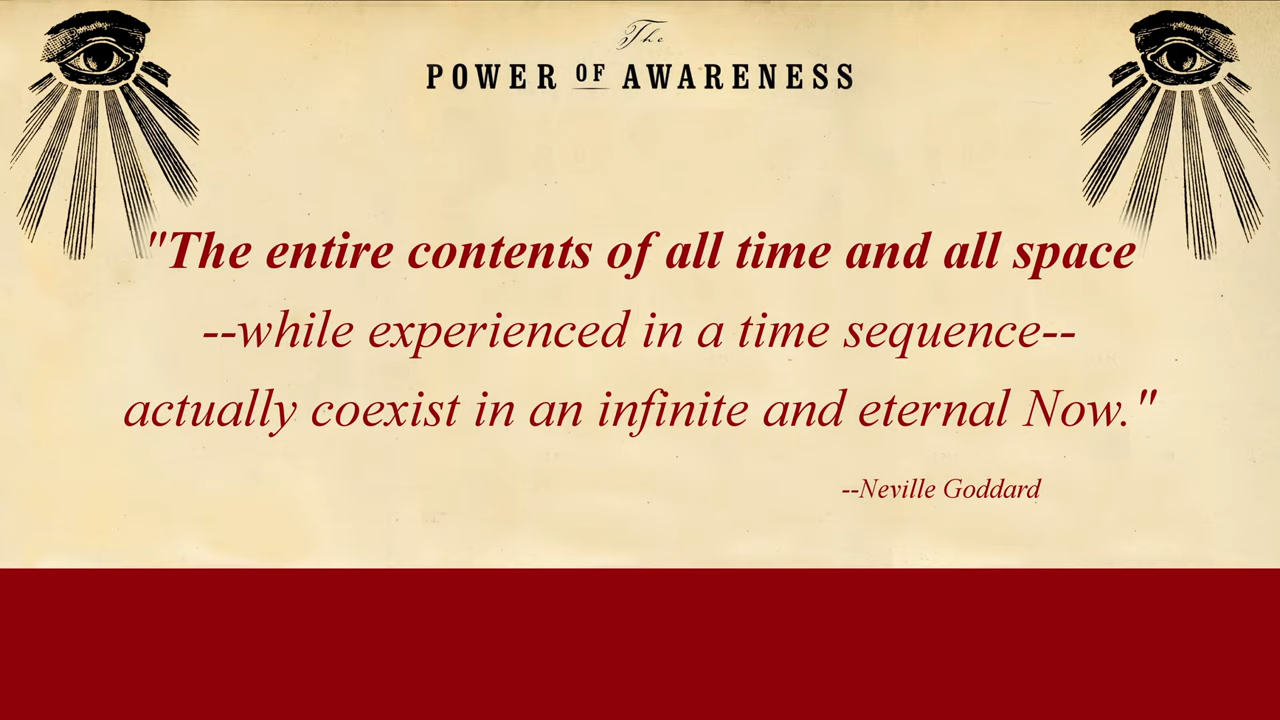 The
POWER OF AWARENESS
"The entire contents of all time and all space
--while experienced in a time sequence--
actually coexist in an infinite and eternal Now."
--Neville Goddard